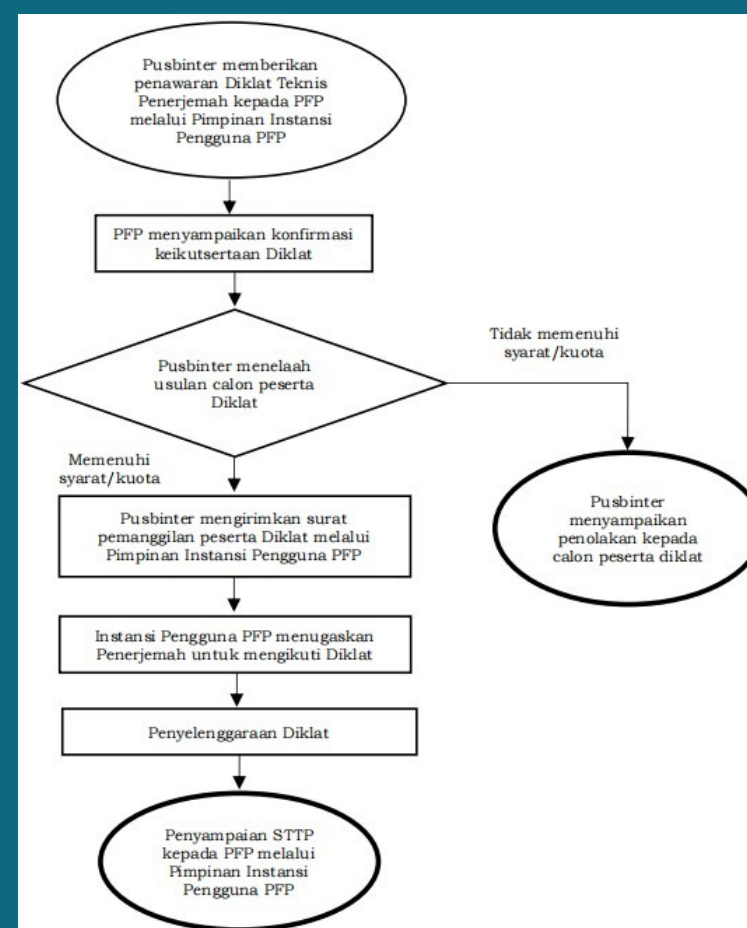 Pusbinter memberikan
penawaran Diklat Teknis
Penerjemah kepada PFP
melalui Pimpinan Instansi
Pengguna PFP
PFP menyampaikan konfirmasi
keikutsertaan Diklat
Pusbinter menelaah
usulan calon peserta
Diklat
Tidak memenuhi
syarat/kuota
Memenuhi
syarat/kuota
Pusbinter
menyampaikan
penolakan kepada
calon peserta diklat
Pusbinter mengirimkan surat
pemanggilan peserta Diklat melalui
Pimpinan Instansi Pengguna PFP
Instansi Pengguna PFP menugaskan
Penerjemah untuk mengikuti Diklat
Penyelenggaraan Diklat
Penyampaian STTP
kepada PFP melalui
Pimpinan Instansi
Pengguna PFP